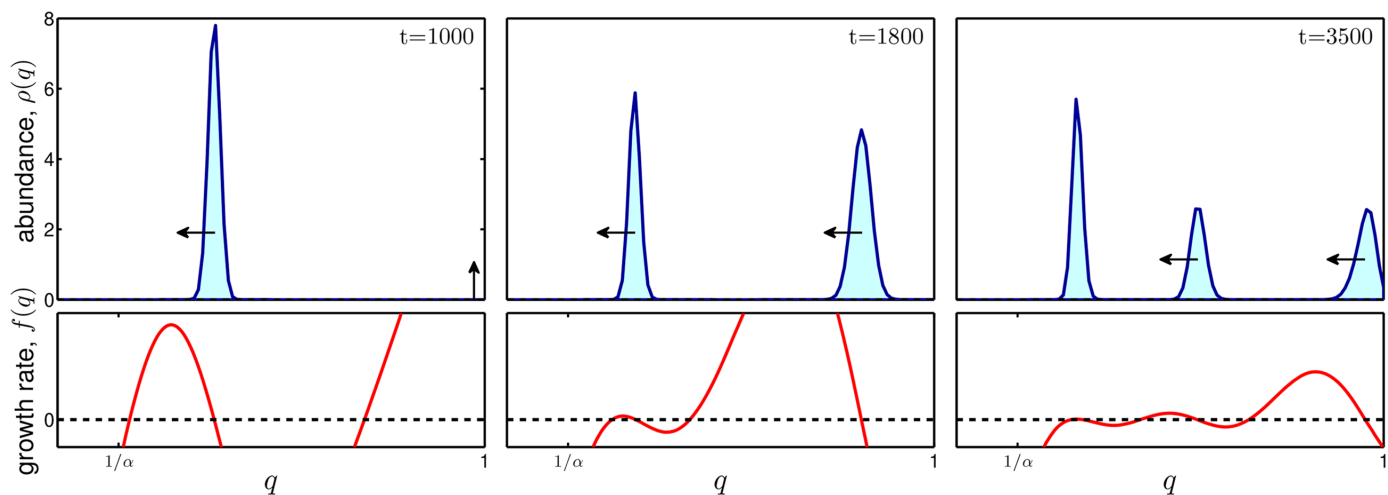 t=1000
t=1800
t=3500
abundance, ρ(q)
8
6
4
2
0
growth rate, f(q)
0
1/α
1
1/α
1
1/α
1
q
q
q